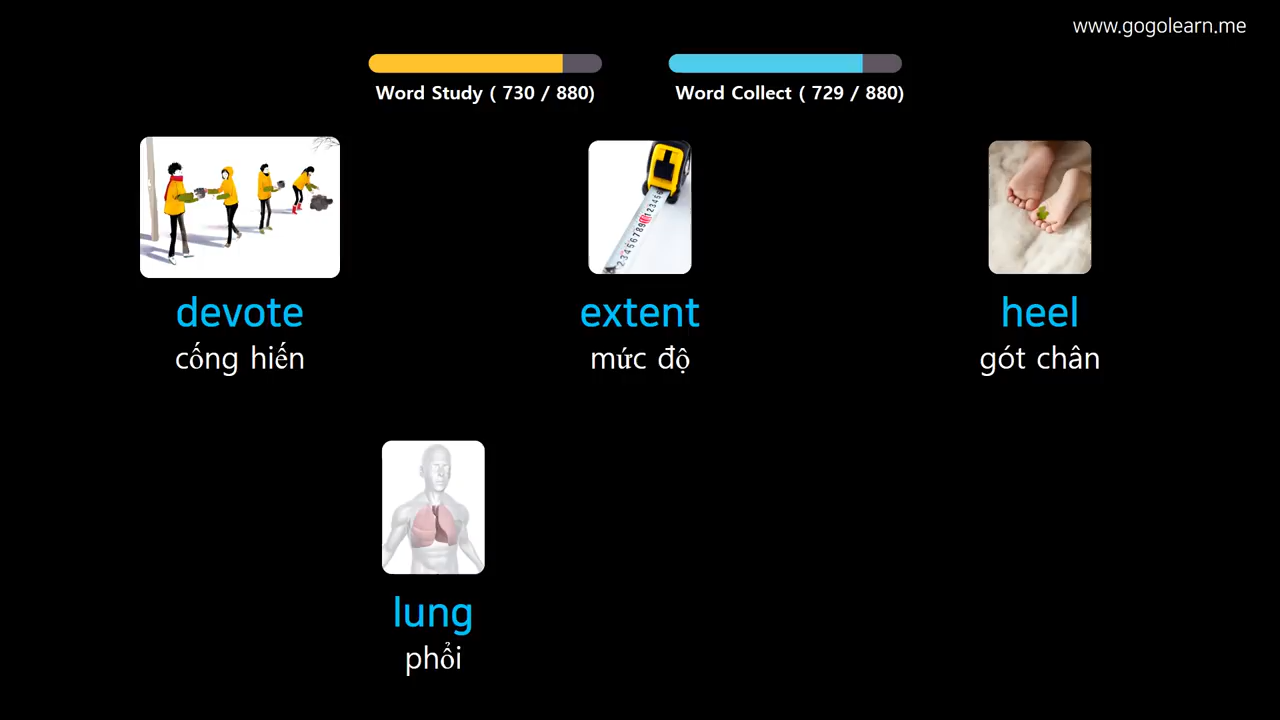 www.gogolearn.me
Word Study ( 730 / 880)
Word Collect ( 729 / 880)
devote
cống hiến
extent
mức độ
heel
gót chân
lung
phổi